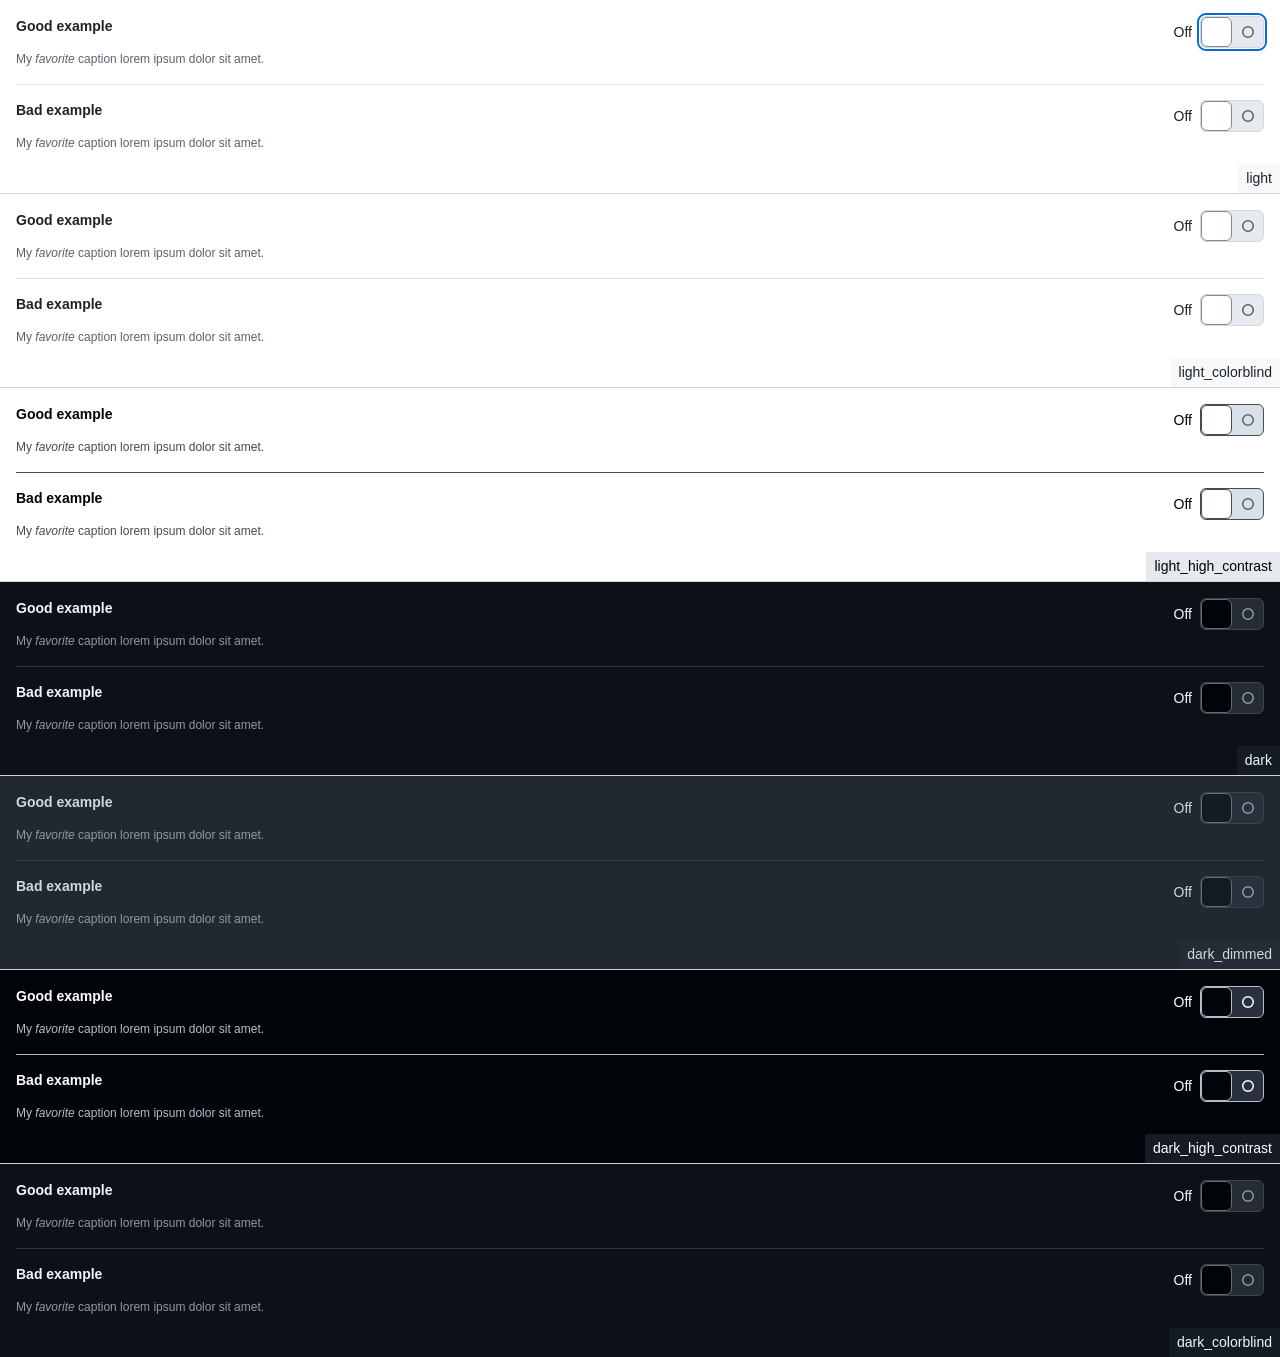 Good example
Off
My favorite caption lorem ipsum dolor sit amet.
Bad example
Off
My favorite caption lorem ipsum dolor sit amet.
light
Good example
Off
My favorite caption lorem ipsum dolor sit amet.
Bad example
Off
My favorite caption lorem ipsum dolor sit amet.
light_colorblind
Good example
Off
My favorite caption lorem ipsum dolor sit amet.
Bad example
Off
My favorite caption lorem ipsum dolor sit amet.
light_high_contrast
Good example
Off
My favorite caption lorem ipsum dolor sit amet.
Bad example
Off
My favorite caption lorem ipsum dolor sit amet.
dark
Good example
Off
My favorite caption lorem ipsum dolor sit amet.
Bad example
Off
My favorite caption lorem ipsum dolor sit amet.
dark_dimmed
Good example
Off
My favorite caption lorem ipsum dolor sit amet.
Bad example
Off
My favorite caption lorem ipsum dolor sit amet.
dark_high_contrast
Good example
Off
My favorite caption lorem ipsum dolor sit amet.
Bad example
Off
My favorite caption lorem ipsum dolor sit amet.
dark_colorblind